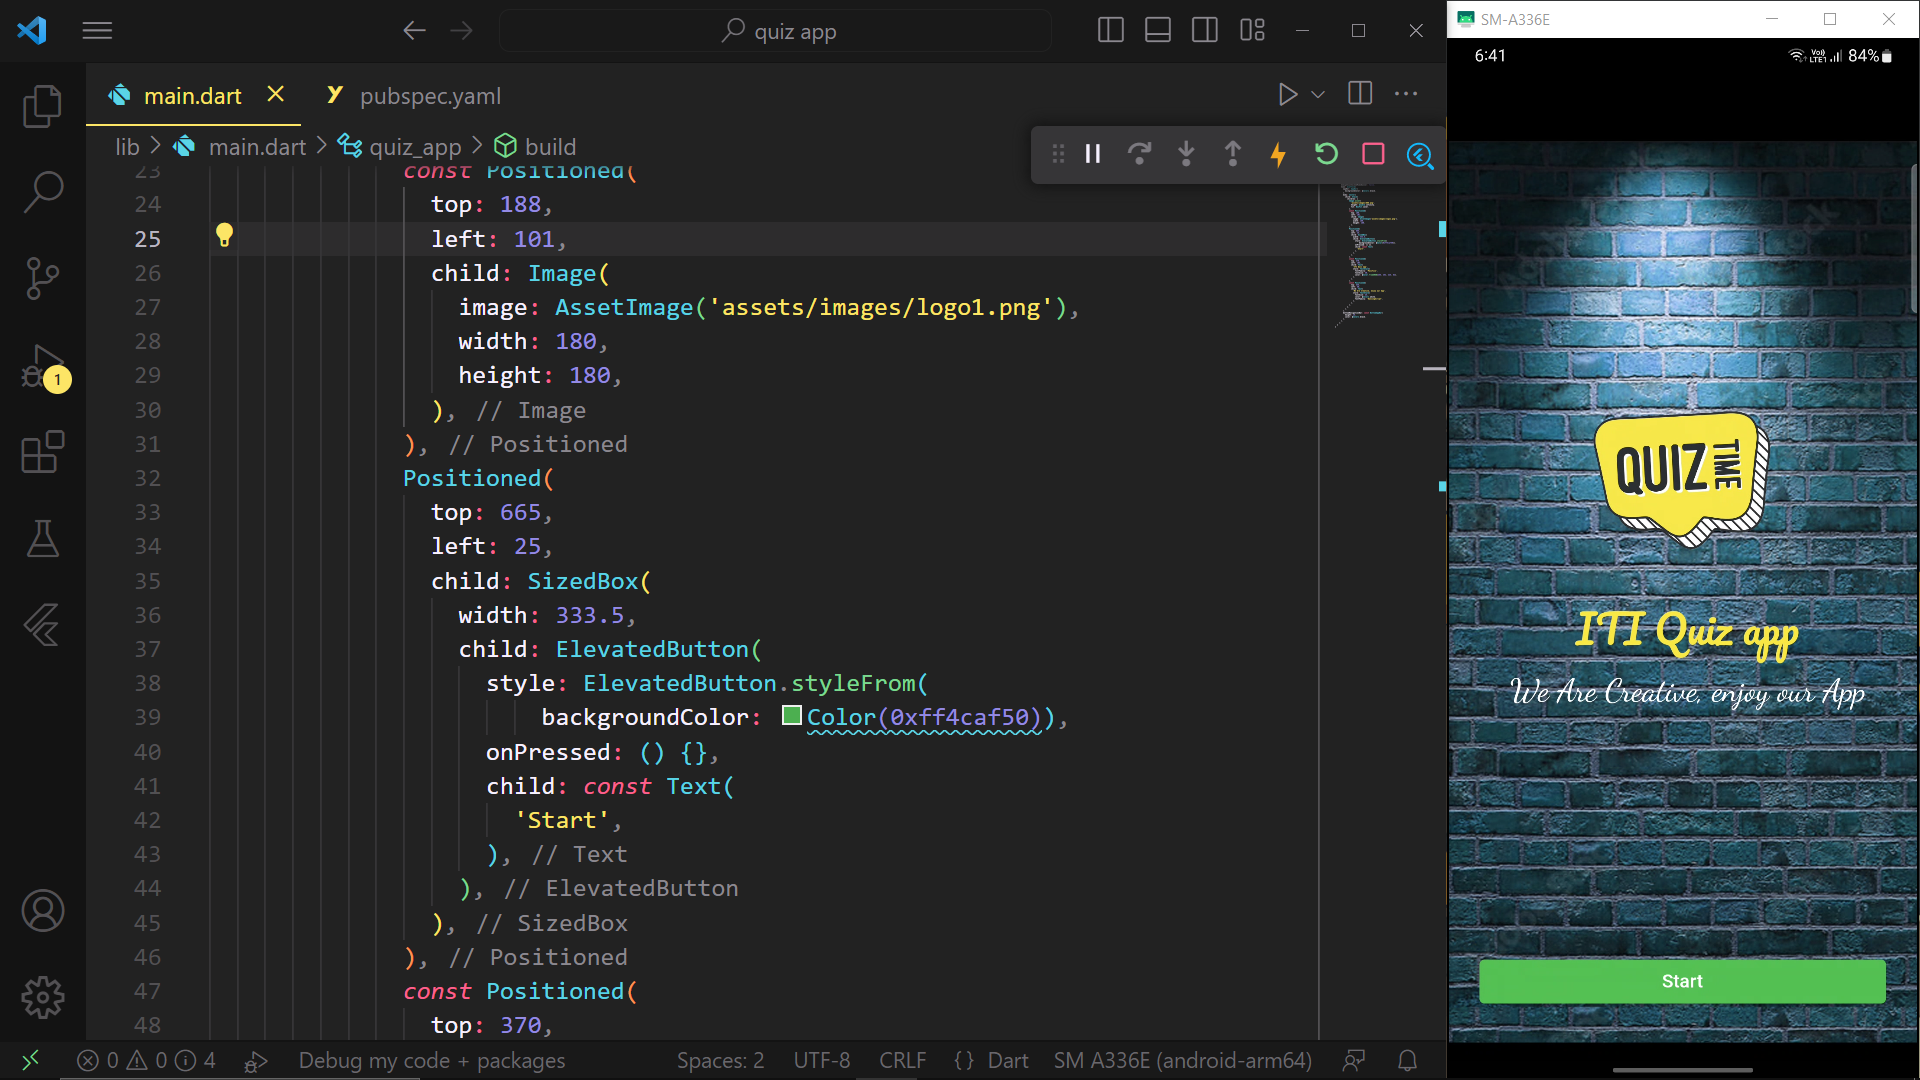 quiz app
main.dart
pubspec.yaml
lib > main.dart > quiz_app > build
23 const Positioned(
24 top: 188,
25 left: 101,
26 child: Image(
27 image: AssetImage('assets/images/logo1.png'),
28 width: 180,
29 height: 180,
30 ), // Image
31 ), // Positioned
32 Positioned(
33 top: 665,
34 left: 25,
35 child: SizedBox(
36 width: 333.5,
37 child: ElevatedButton(
38 style: ElevatedButton.styleFrom(
39 backgroundColor: Color(0xff4caf50)),
40 onPressed: () {},
41 child: const Text(
42 'Start',
43 ), // Text
44 ), // ElevatedButton
45 ), // SizedBox
46 ), // Positioned
47 const Positioned(
48 top: 370,
1
0 0 4 Debug my code + packages Spaces: 2 UTF-8 CRLF {} Dart SM A336E (android-arm64)
SM-A336E
6:41 Vo) LTE1 84%
QUIZ TIME
ITI Quiz app
We Are Creative, enjoy our App
Start